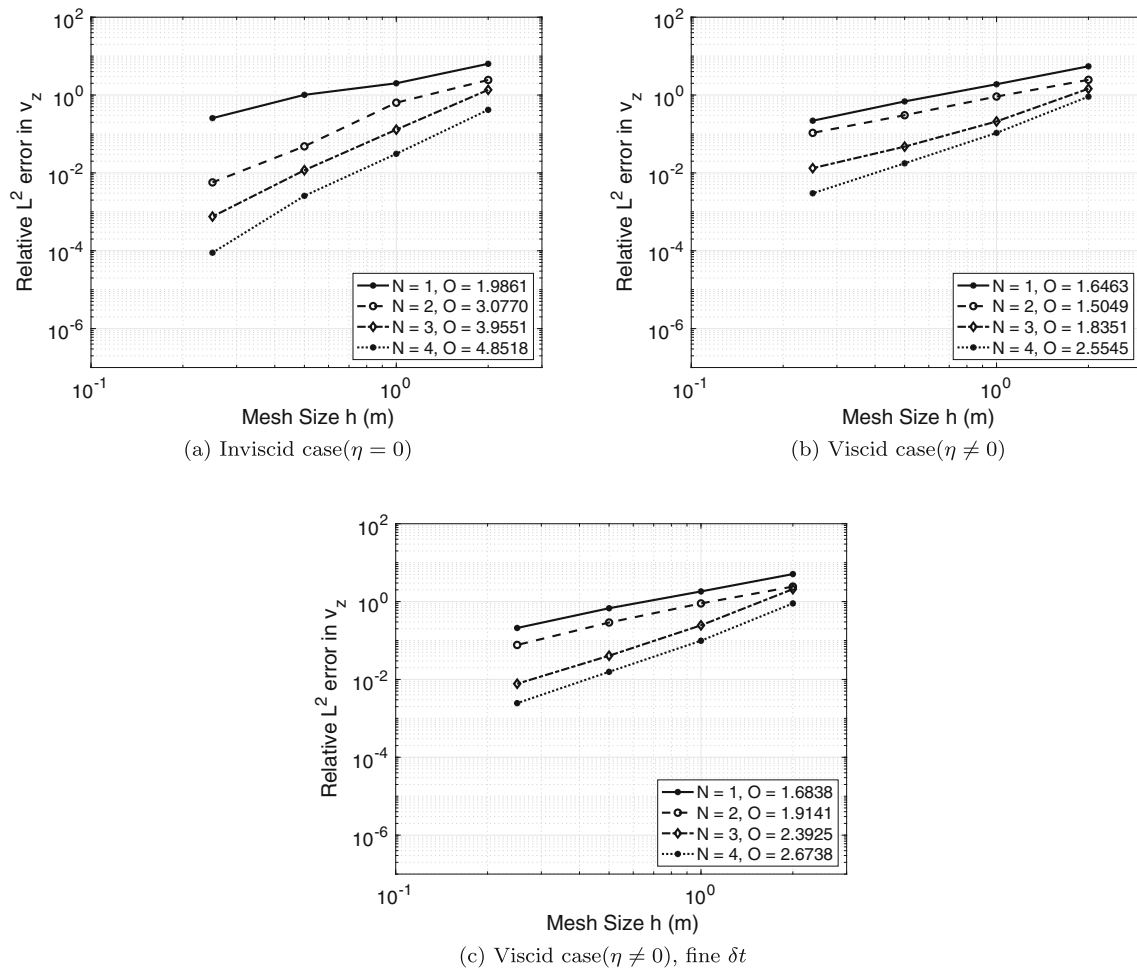 10^2
10^0
10^-2
10^-4
10^-6
Relative L^2 error in v_z
N = 1, O = 1.9861
N = 2, O = 3.0770
N = 3, O = 3.9551
N = 4, O = 4.8518
10^-1
10^0
Mesh Size h (m)
(a) Inviscid case(η = 0)
10^2
10^0
10^-2
10^-4
10^-6
Relative L^2 error in v_z
N = 1, O = 1.6463
N = 2, O = 1.5049
N = 3, O = 1.8351
N = 4, O = 2.5545
10^-1
10^0
Mesh Size h (m)
(b) Viscid case(η ≠ 0)
10^2
10^0
10^-2
10^-4
10^-6
Relative L^2 error in v_z
N = 1, O = 1.6838
N = 2, O = 1.9141
N = 3, O = 2.3925
N = 4, O = 2.6738
10^-1
10^0
Mesh Size h (m)
(c) Viscid case(η ≠ 0), fine δt